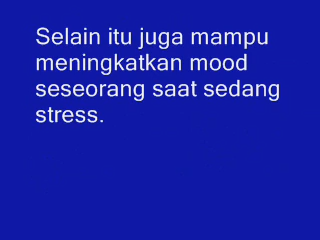 Selain itu juga mampu
meningkatkan mood
seseorang saat sedang
stress.